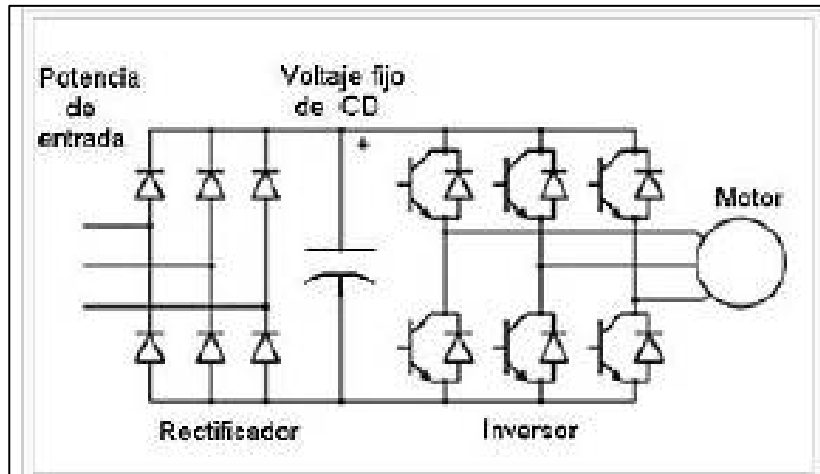 Potencia
de
entrada
Voltaje fijo
de CD
+
Motor
Rectificador
Inversor